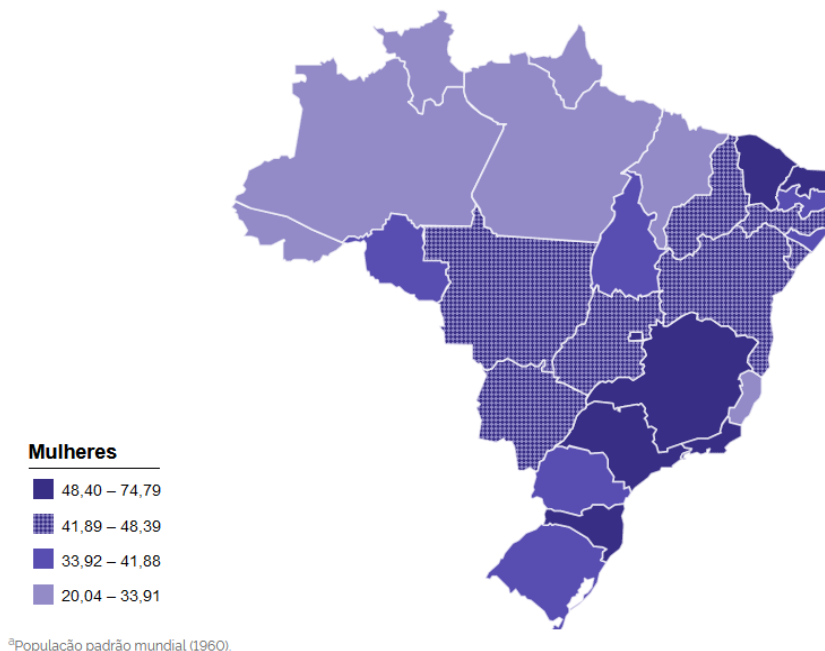 Mulheres
48,40 – 74,79
41,89 – 48,39
33,92 – 41,88
20,04 – 33,91
ᵃPopulação padrão mundial (1960).